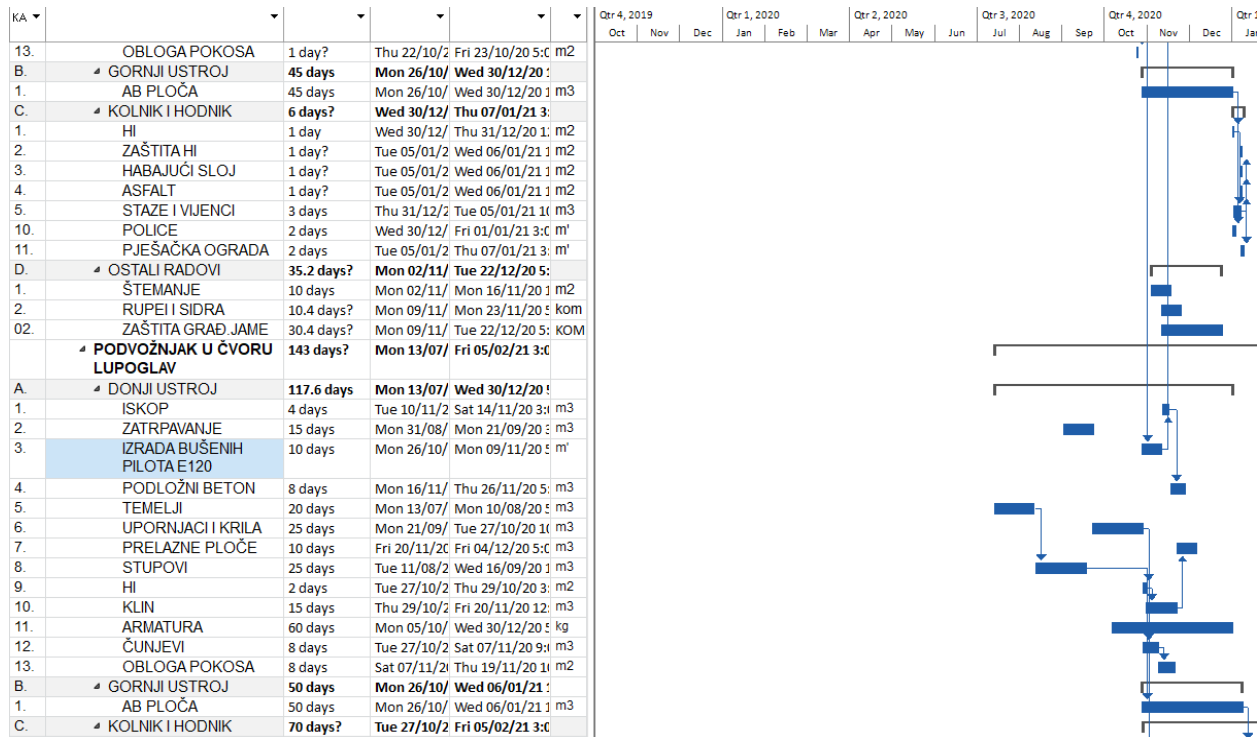 KA
Qtr 4, 2019 Qtr 1, 2020 Qtr 2, 2020 Qtr 3, 2020 Qtr 4, 2020 Qtr 1
Oct Nov Dec Jan Feb Mar Apr May Jun Jul Aug Sep Oct Nov Dec Jan
13. OBLOGA POKOSA 1 day? Thu 22/10/2 Fri 23/10/20 5:0 m2
B. GORNJI USTROJ 45 days Mon 26/10/ Wed 30/12/20 1
1. AB PLOČA 45 days Mon 26/10/ Wed 30/12/20 1 m3
C. KOLNIK I HODNIK 6 days? Wed 30/12/ Thu 07/01/21 3:
1. HI 1 day Wed 30/12/ Thu 31/12/20 1: m2
2. ZAŠTITA HI 1 day? Tue 05/01/2 Wed 06/01/21 1 m2
3. HABAJUĆI SLOJ 1 day? Tue 05/01/2 Wed 06/01/21 1 m2
4. ASFALT 1 day? Tue 05/01/2 Wed 06/01/21 1 m2
5. STAZE I VIJENCI 3 days Thu 31/12/2 Tue 05/01/21 10 m3
10. POLICE 2 days Wed 30/12/ Fri 01/01/21 3:0 m'
11. PJEŠAČKA OGRADA 2 days Tue 05/01/2 Thu 07/01/21 3: m'
D. OSTALI RADOVI 35.2 days? Mon 02/11/ Tue 22/12/20 5:
1. ŠTEMANJE 10 days Mon 02/11/ Mon 16/11/20 1 m2
2. RUPE I SIDRA 10.4 days? Mon 09/11/ Mon 23/11/20 5 kom
02. ZAŠTITA GRAĐ.JAME 30.4 days? Mon 09/11/ Tue 22/12/20 5: KOM
PODVOŽNJAK U ČVORU 143 days? Mon 13/07/ Fri 05/02/21 3:0
LUPOGLAV
A. DONJI USTROJ 117.6 days Mon 13/07/ Wed 30/12/20 5
1. ISKOP 4 days Tue 10/11/2 Sat 14/11/20 3:0 m3
2. ZATRPAVANJE 15 days Mon 31/08/ Mon 21/09/20 3 m3
3. IZRADA BUŠENIH 10 days Mon 26/10/ Mon 09/11/20 5 m'
PILOTA E120
4. PODLOŽNI BETON 8 days Mon 16/11/ Thu 26/11/20 5: m3
5. TEMELJI 20 days Mon 13/07/ Mon 10/08/20 5 m3
6. UPORNJACI I KRILA 25 days Mon 21/09/ Tue 27/10/20 10 m3
7. PRELAZNE PLOČE 10 days Fri 20/11/20 Fri 04/12/20 5:0 m3
8. STUPOVI 25 days Tue 11/08/2 Wed 16/09/20 1 m3
9. HI 2 days Tue 27/10/2 Thu 29/10/20 3: m2
10. KLIN 15 days Thu 29/10/2 Fri 20/11/20 12: m3
11. ARMATURA 60 days Mon 05/10/ Wed 30/12/20 5 kg
12. ČUNJEVI 8 days Tue 27/10/2 Sat 07/11/20 9:0 m3
13. OBLOGA POKOSA 8 days Sat 07/11/20 Thu 19/11/20 10 m2
B. GORNJI USTROJ 50 days Mon 26/10/ Wed 06/01/21 1
1. AB PLOČA 50 days Mon 26/10/ Wed 06/01/21 1 m3
C. KOLNIK I HODNIK 70 days? Tue 27/10/2 Fri 05/02/21 3:0